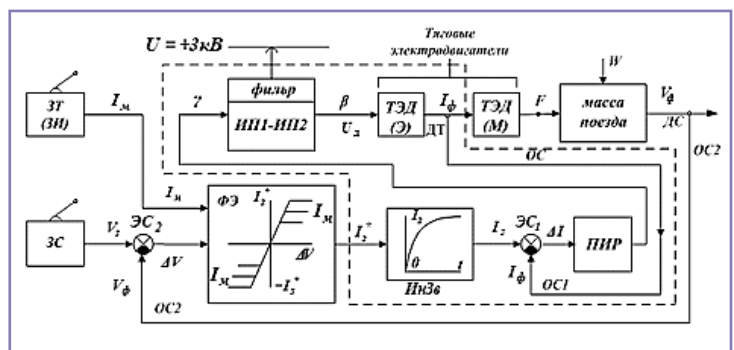 Тяговые
электродвигатели
U = +3кВ
W
ЗТ
(ЗИ)
Iм
γ
фильр
ИП1-ИП2
β
Uд
ТЭД
(Э)
Iф
ДТ
ТЭД
(М)
F
масса
поезда
Vф
ДС
ОС2
ОС
Iм
ЗС
Vз
ЭС2
ΔV
Vф
ОС2
ФЭ
Iз*
Iм
ΔV
Iм
-Iз*
Iз*
Iз
0
t
ИнЗв
Iз
ЭС1
ΔI
Iф
ОС1
ПИР